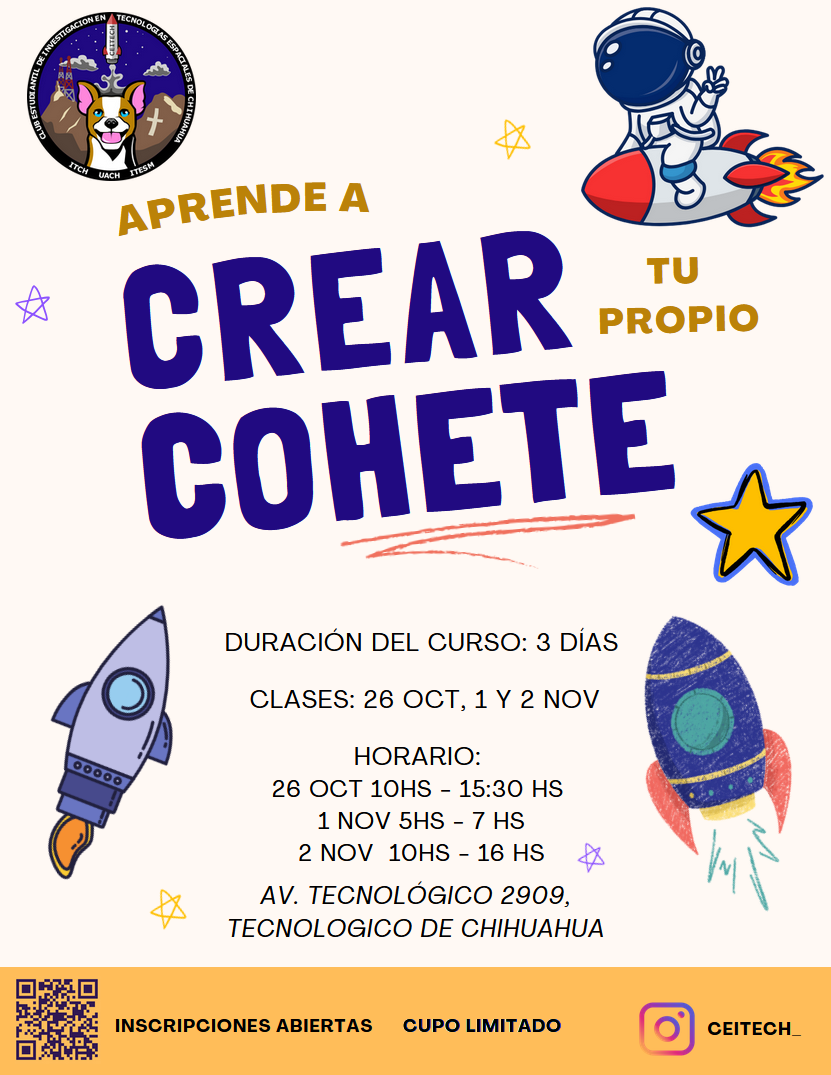 CLUB ESTUDIANTIL DE INVESTIGACION EN TECNOLOGIAS ESPACIALES DE CHIHUAHUA
CEITECH
ITCH UACH ITESM
APRENDE A
CREAR
TU
PROPIO
COHETE
DURACIÓN DEL CURSO: 3 DÍAS
CLASES: 26 OCT, 1 Y 2 NOV
HORARIO:
26 OCT 10HS - 15:30 HS
1 NOV 5HS - 7 HS
2 NOV 10HS - 16 HS
AV. TECNOLÓGICO 2909,
TECNOLOGICO DE CHIHUAHUA
INSCRIPCIONES ABIERTAS CUPO LIMITADO
CEITECH_